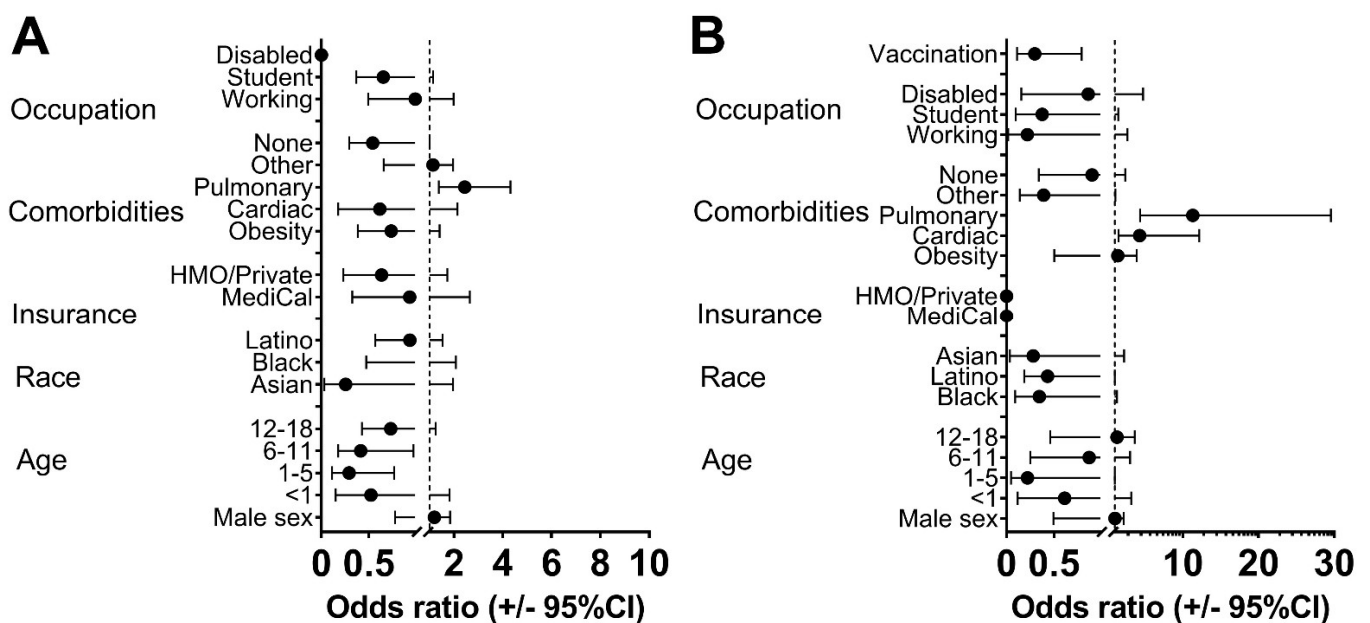 A
Disabled
Student
Working
Occupation
None
Other
Pulmonary
Cardiac
Obesity
Comorbidities
HMO/Private
MediCal
Insurance
Latino
Black
Asian
Race
12-18
6-11
1-5
<1
Age
Male sex
0 0.5 2 4 6 8 10
Odds ratio (+/- 95%CI)
B
Vaccination
Disabled
Student
Working
Occupation
None
Other
Pulmonary
Cardiac
Obesity
Comorbidities
HMO/Private
MediCal
Insurance
Asian
Latino
Black
Race
12-18
6-11
1-5
<1
Age
Male sex
0 0.5 10 20 30
Odds ratio (+/- 95%CI)